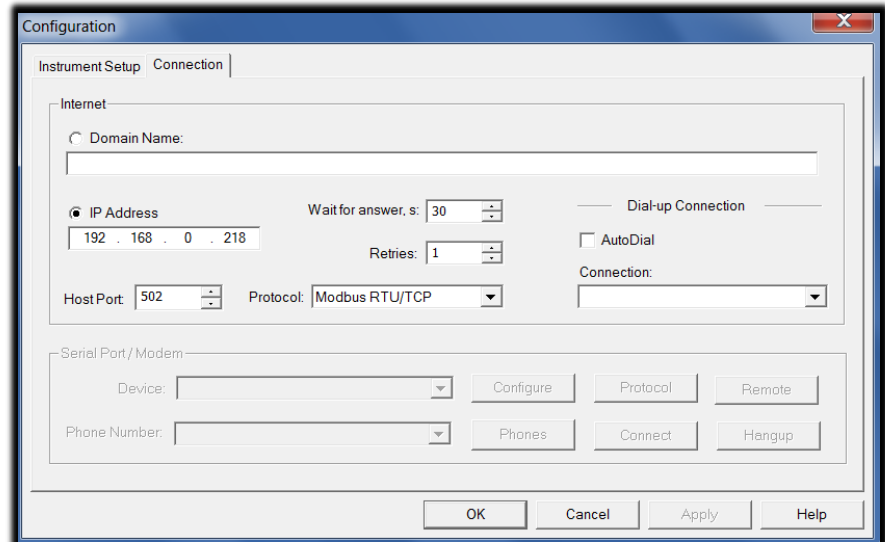 Configuration
Instrument Setup Connection
Internet
Domain Name:
IP Address Wait for answer, s: 30 Dial-up Connection
192 . 168 . 0 . 218 AutoDial
Retries: 1
Connection:
Host Port: 502 Protocol: Modbus RTU/TCP
Serial Port / Modem
Device: Configure Protocol Remote
Phone Number: Phones Connect Hangup
OK Cancel Apply Help